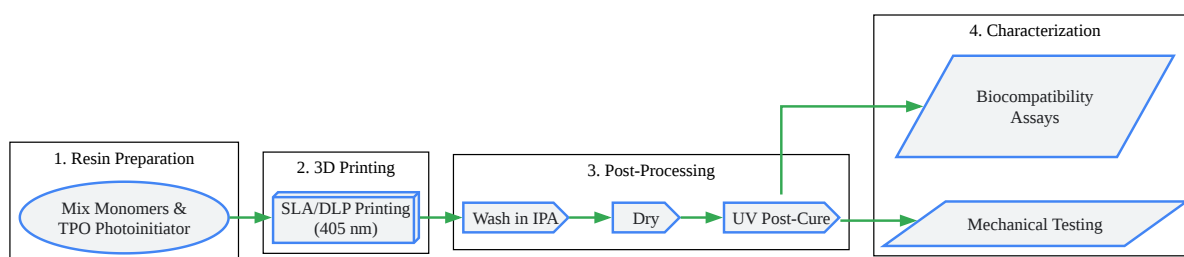 1. Resin Preparation
Mix Monomers &
TPO Photoinitiator
2. 3D Printing
SLA/DLP Printing
(405 nm)
3. Post-Processing
Wash in IPA
Dry
UV Post-Cure
4. Characterization
Biocompatibility
Assays
Mechanical Testing